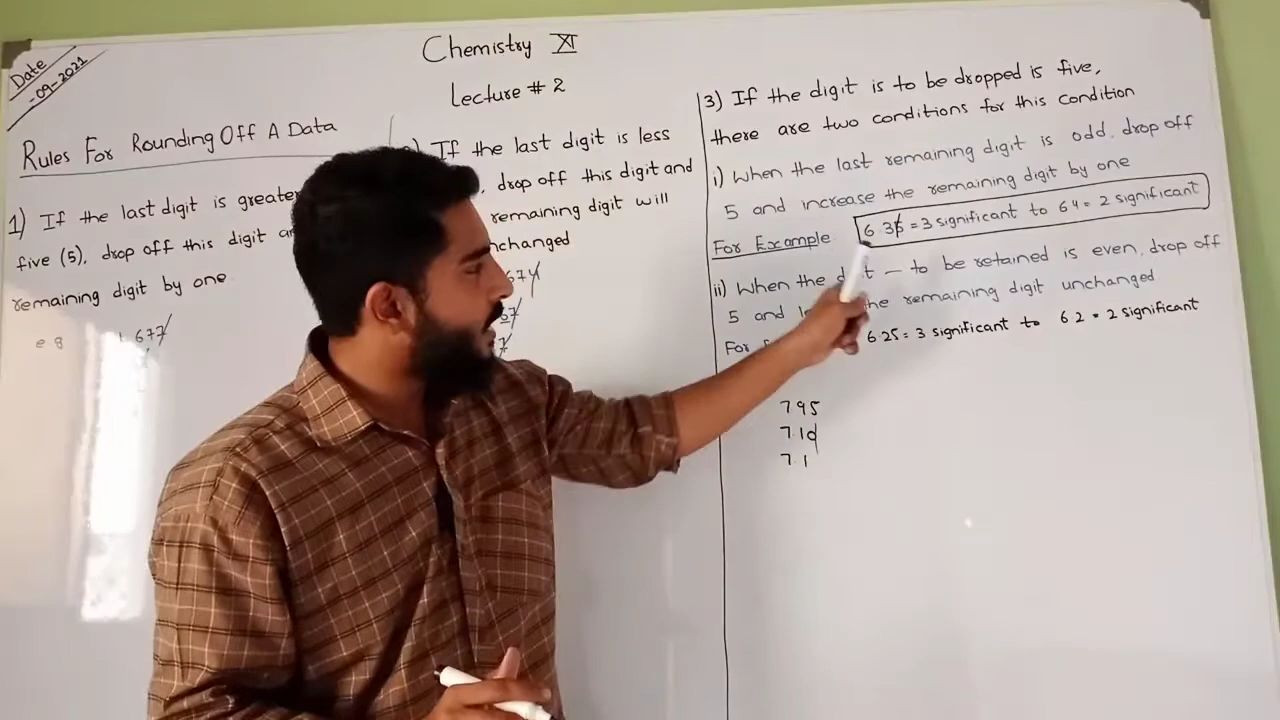 Date
-09-2021
Chemistry XI
Lecture # 2
Rules For Rounding Off A Data
1) If the last digit is greater
five (5), drop off this digit
remaining digit by one
e g 677
If the last digit is less
, drop off this digit and
remaining digit will
nchanged
674
67
3) If the digit is to be dropped is five,
there are two conditions for this condition
i) When the last remaining digit is odd, drop off
5 and increase the remaining digit by one
For Example 6.35 = 3 significant to 6.4 = 2 significant
ii) When the digit — to be retained is even, drop off
5 and the remaining digit unchanged
For 6.25 = 3 significant to 6.2 = 2 significant
7.95
7.10
7.1